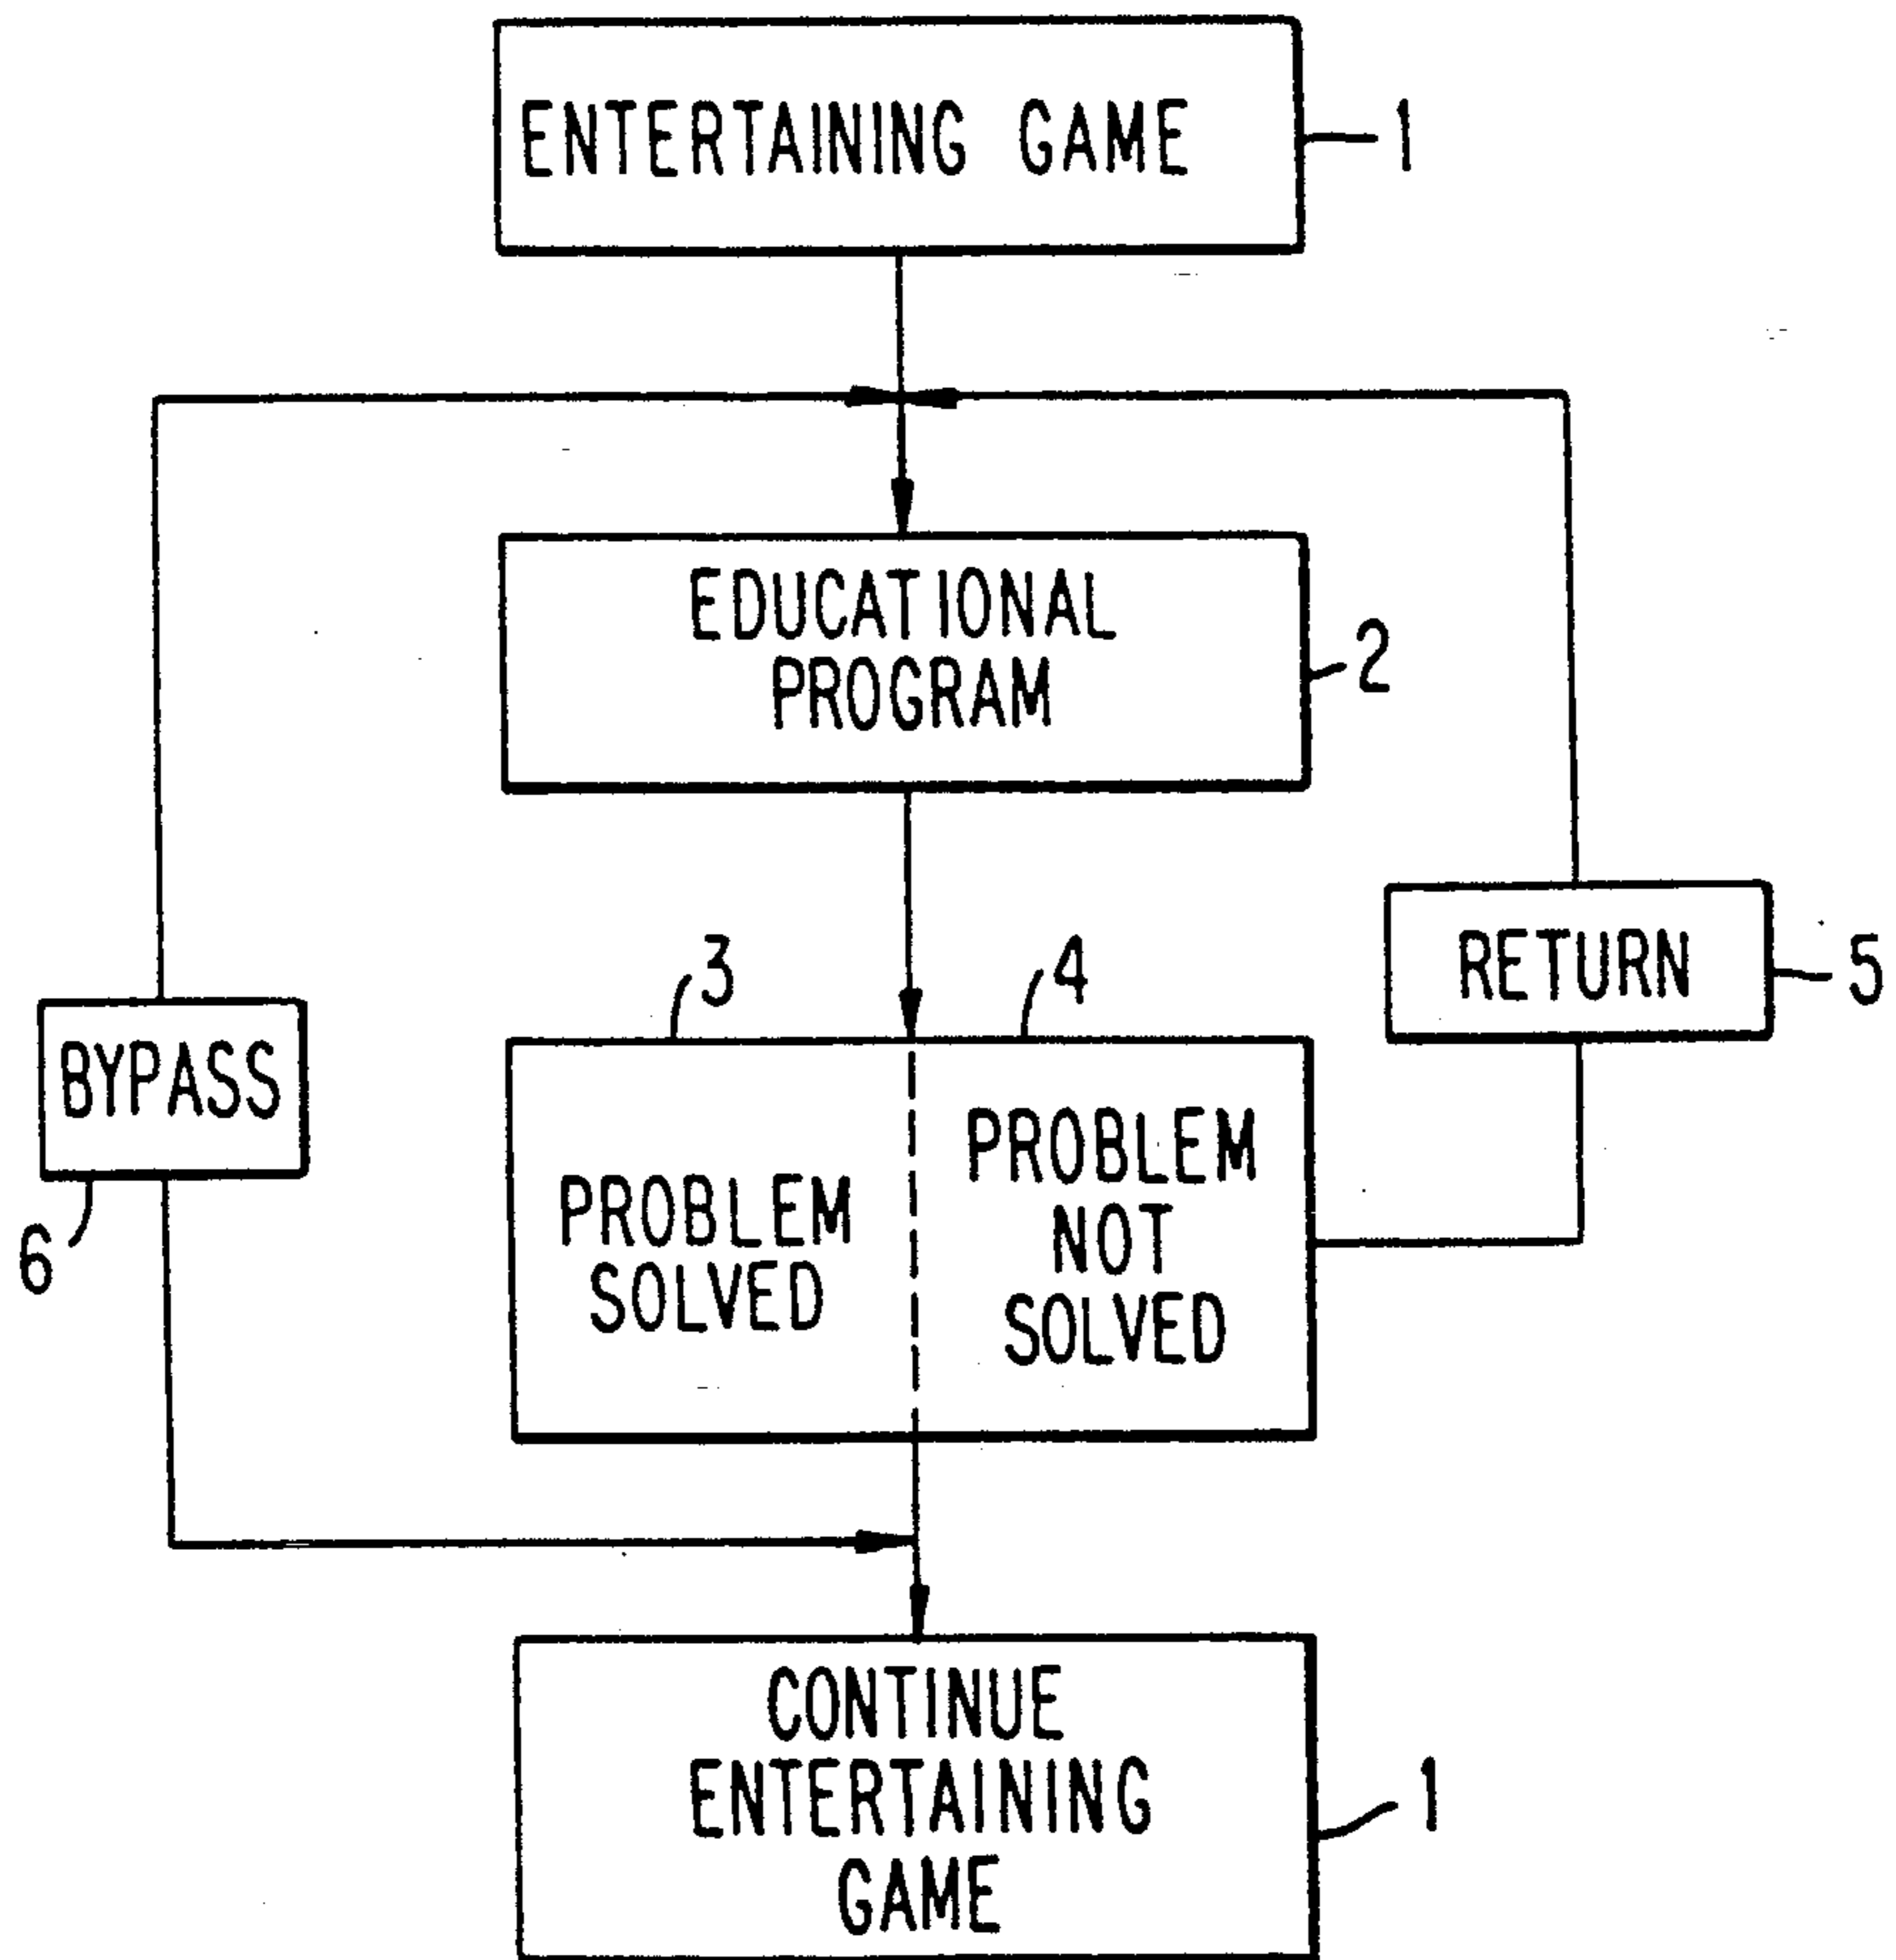 ENTERTAINING GAME
1
EDUCATIONAL
PROGRAM
2
RETURN
5
BYPASS
6
3
4
PROBLEM
SOLVED
PROBLEM
NOT
SOLVED
CONTINUE
ENTERTAINING
GAME
1